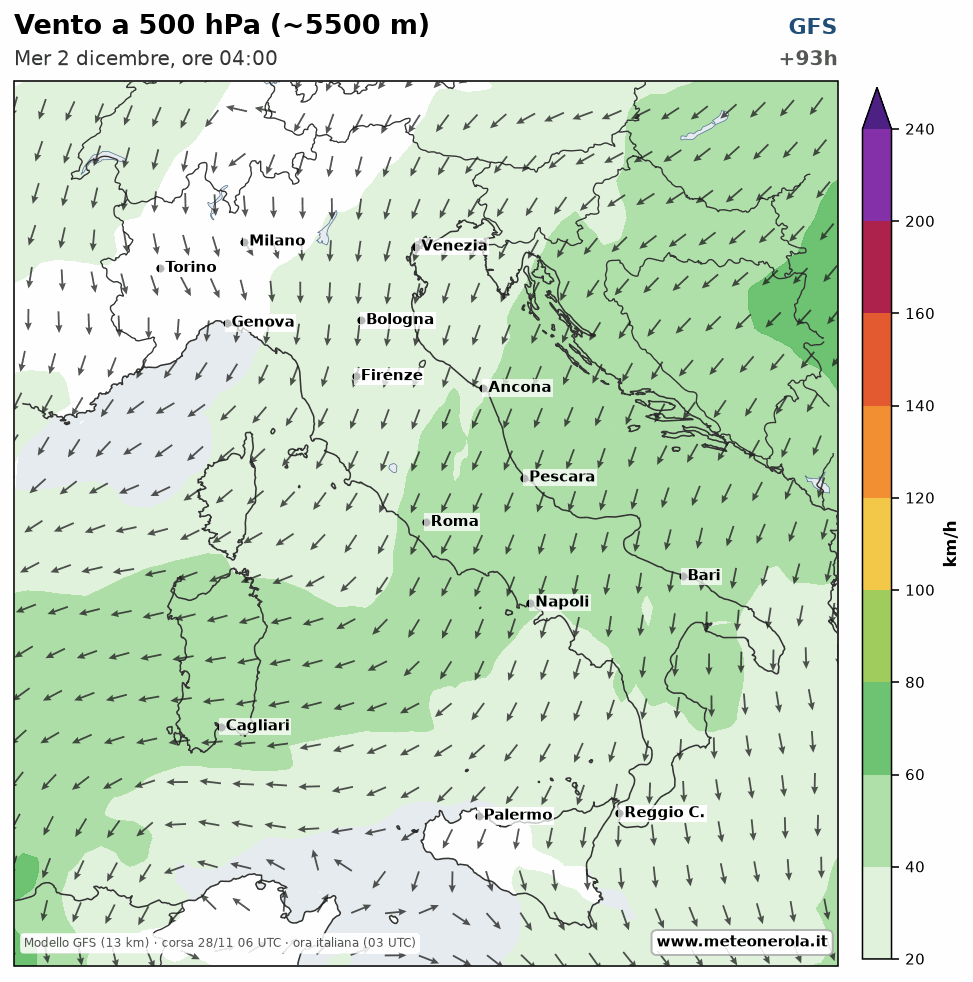 Vento a 500 hPa (~5500 m)
GFS
Mer 2 dicembre, ore 04:00
+93h
240
200
160
140
120
100
80
60
40
20
km/h
Milano
Venezia
Torino
Genova
Bologna
Firenze
Ancona
Pescara
Roma
Bari
Napoli
Cagliari
Palermo
Reggio C.
Modello GFS (13 km) · corsa 28/11 06 UTC · ora italiana (03 UTC)
www.meteonerola.it